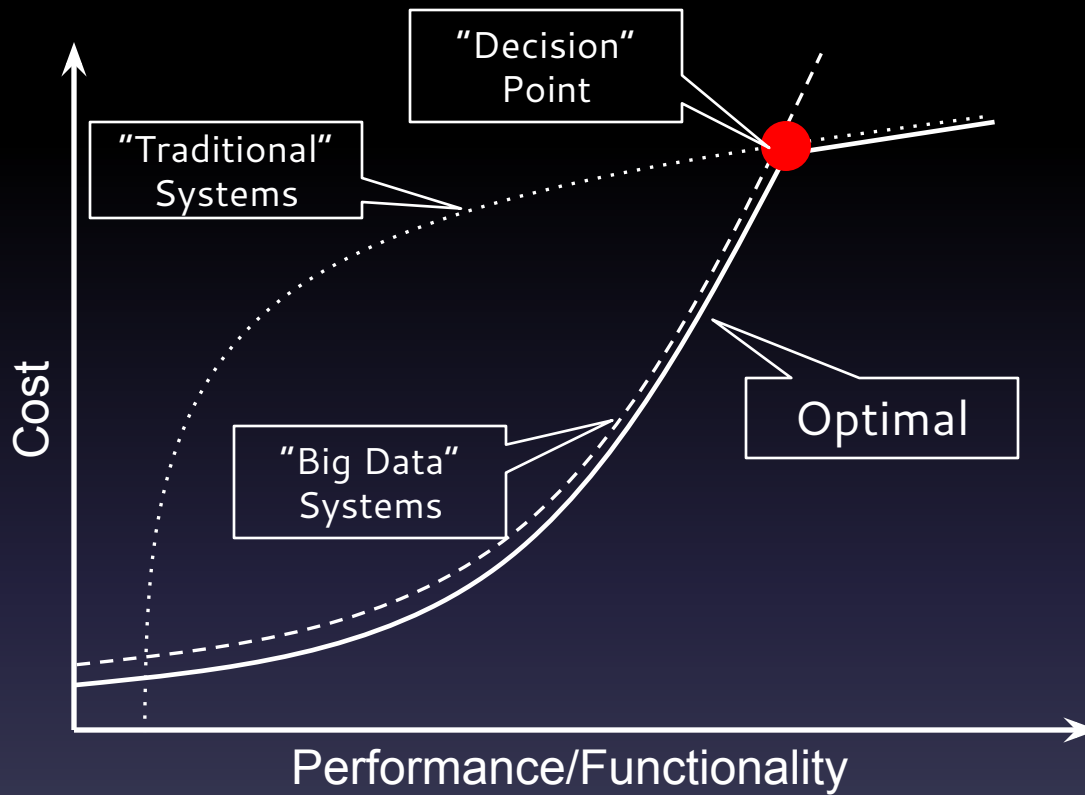 "Decision"
Point
"Traditional"
Systems
Cost
"Big Data"
Systems
Optimal
Performance/Functionality